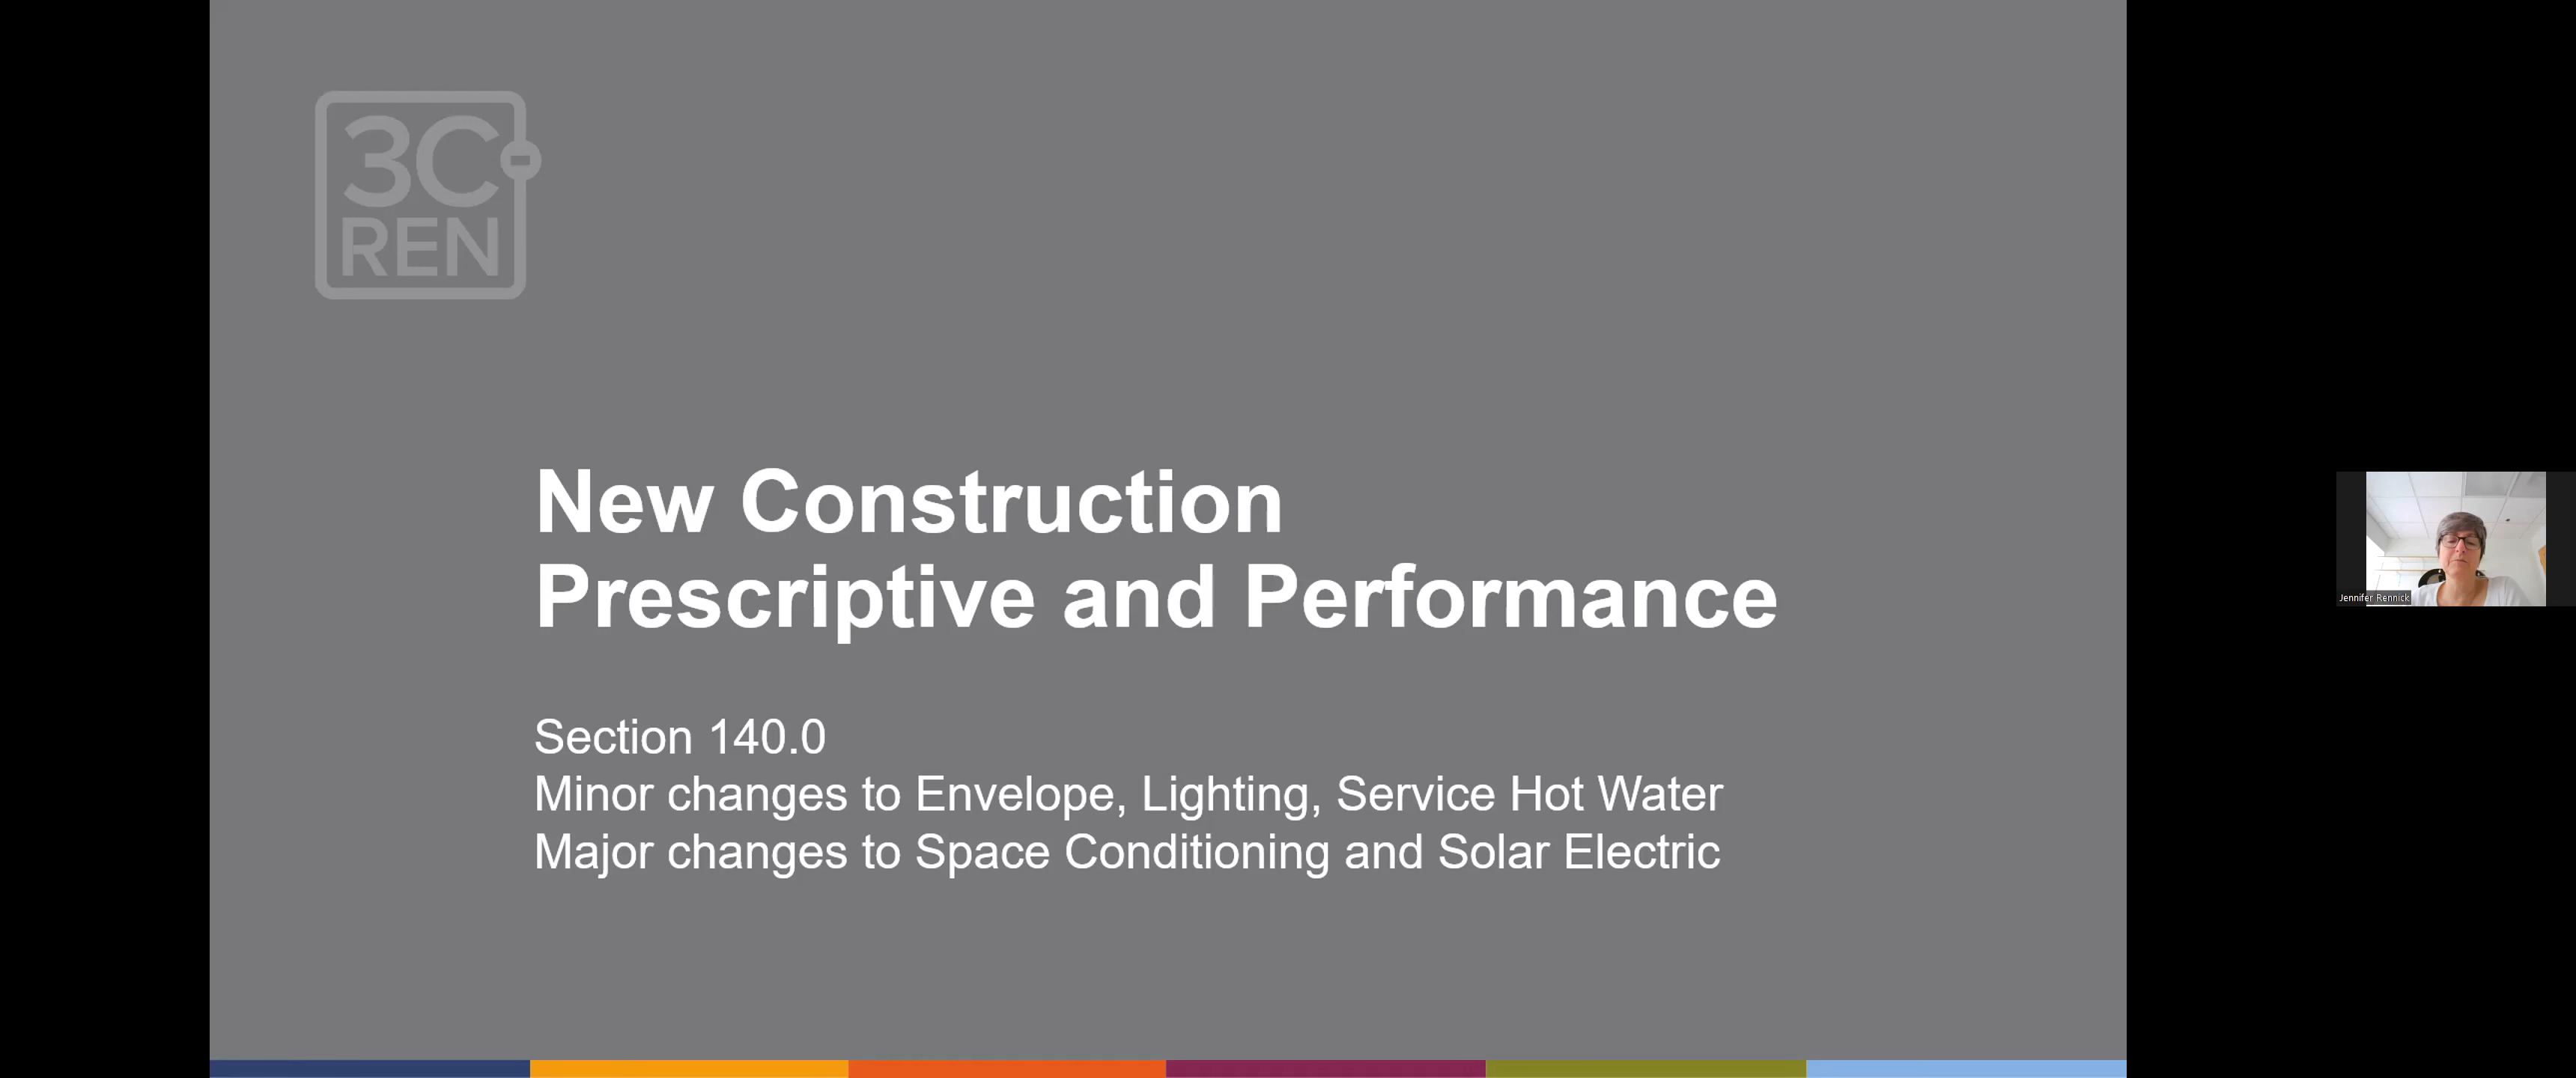 3C
REN
New Construction
Prescriptive and Performance
Section 140.0
Minor changes to Envelope, Lighting, Service Hot Water
Major changes to Space Conditioning and Solar Electric
Jennifer Rennick